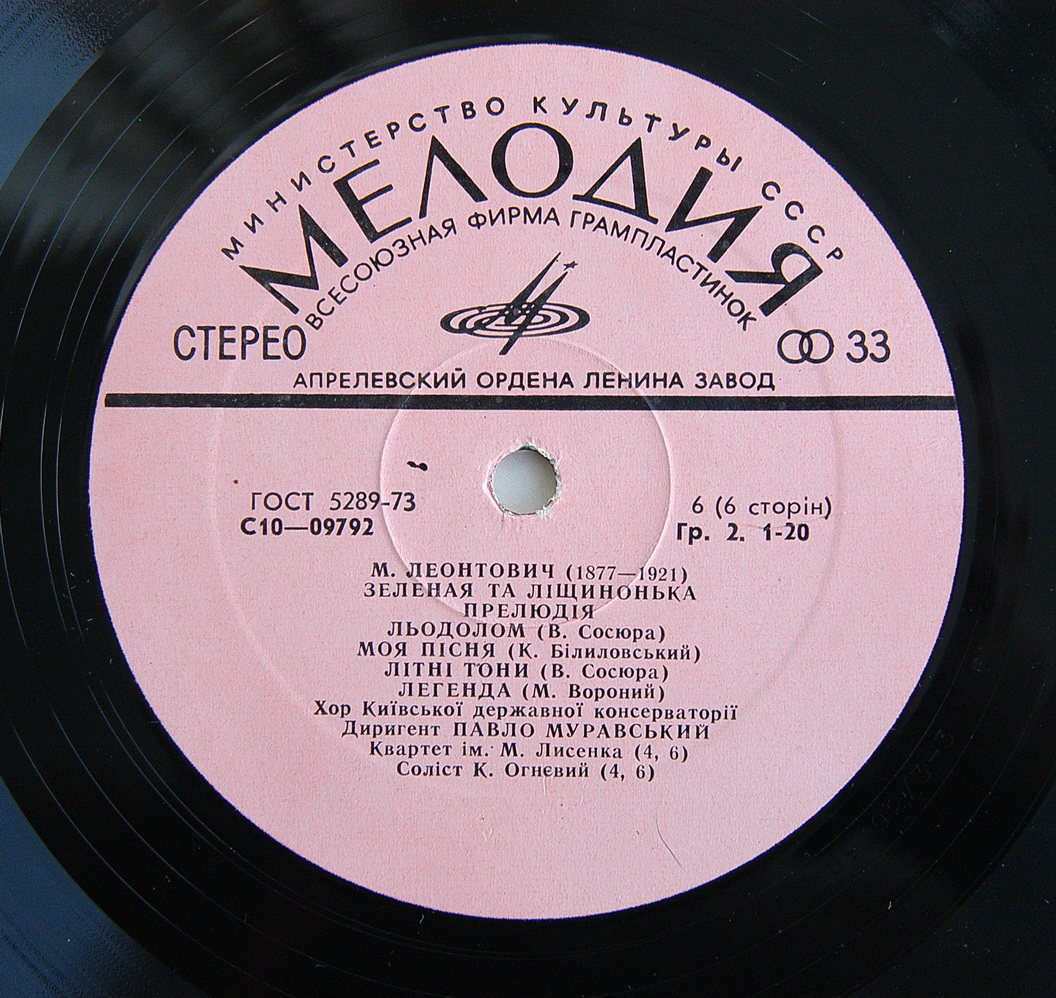 МИНИСТЕРСТВО КУЛЬТУРЫ СССР
МЕЛОДИЯ
ВСЕСОЮЗНАЯ ФИРМА ГРАМПЛАСТИНОК
СТЕРЕО
33
АПРЕЛЕВСКИЙ ОРДЕНА ЛЕНИНА ЗАВОД
ГОСТ 5289-73
С10—09792
6 (6 сторін)
Гр. 2. 1-20
М. ЛЕОНТОВИЧ (1877—1921)
ЗЕЛЕНАЯ ТА ЛІЩИНОНЬКА
ПРЕЛЮДІЯ
ЛЬОДОЛОМ (В. Сосюра)
МОЯ ПІСНЯ (К. Білиловський)
ЛІТНІ ТОНИ (В. Сосюра)
ЛЕГЕНДА (М. Вороний)
Хор Київської державної консерваторії
Диригент ПАВЛО МУРАВСЬКИЙ
Квартет ім. М. Лисенка (4, 6)
Соліст К. Огнєвий (4, 6)